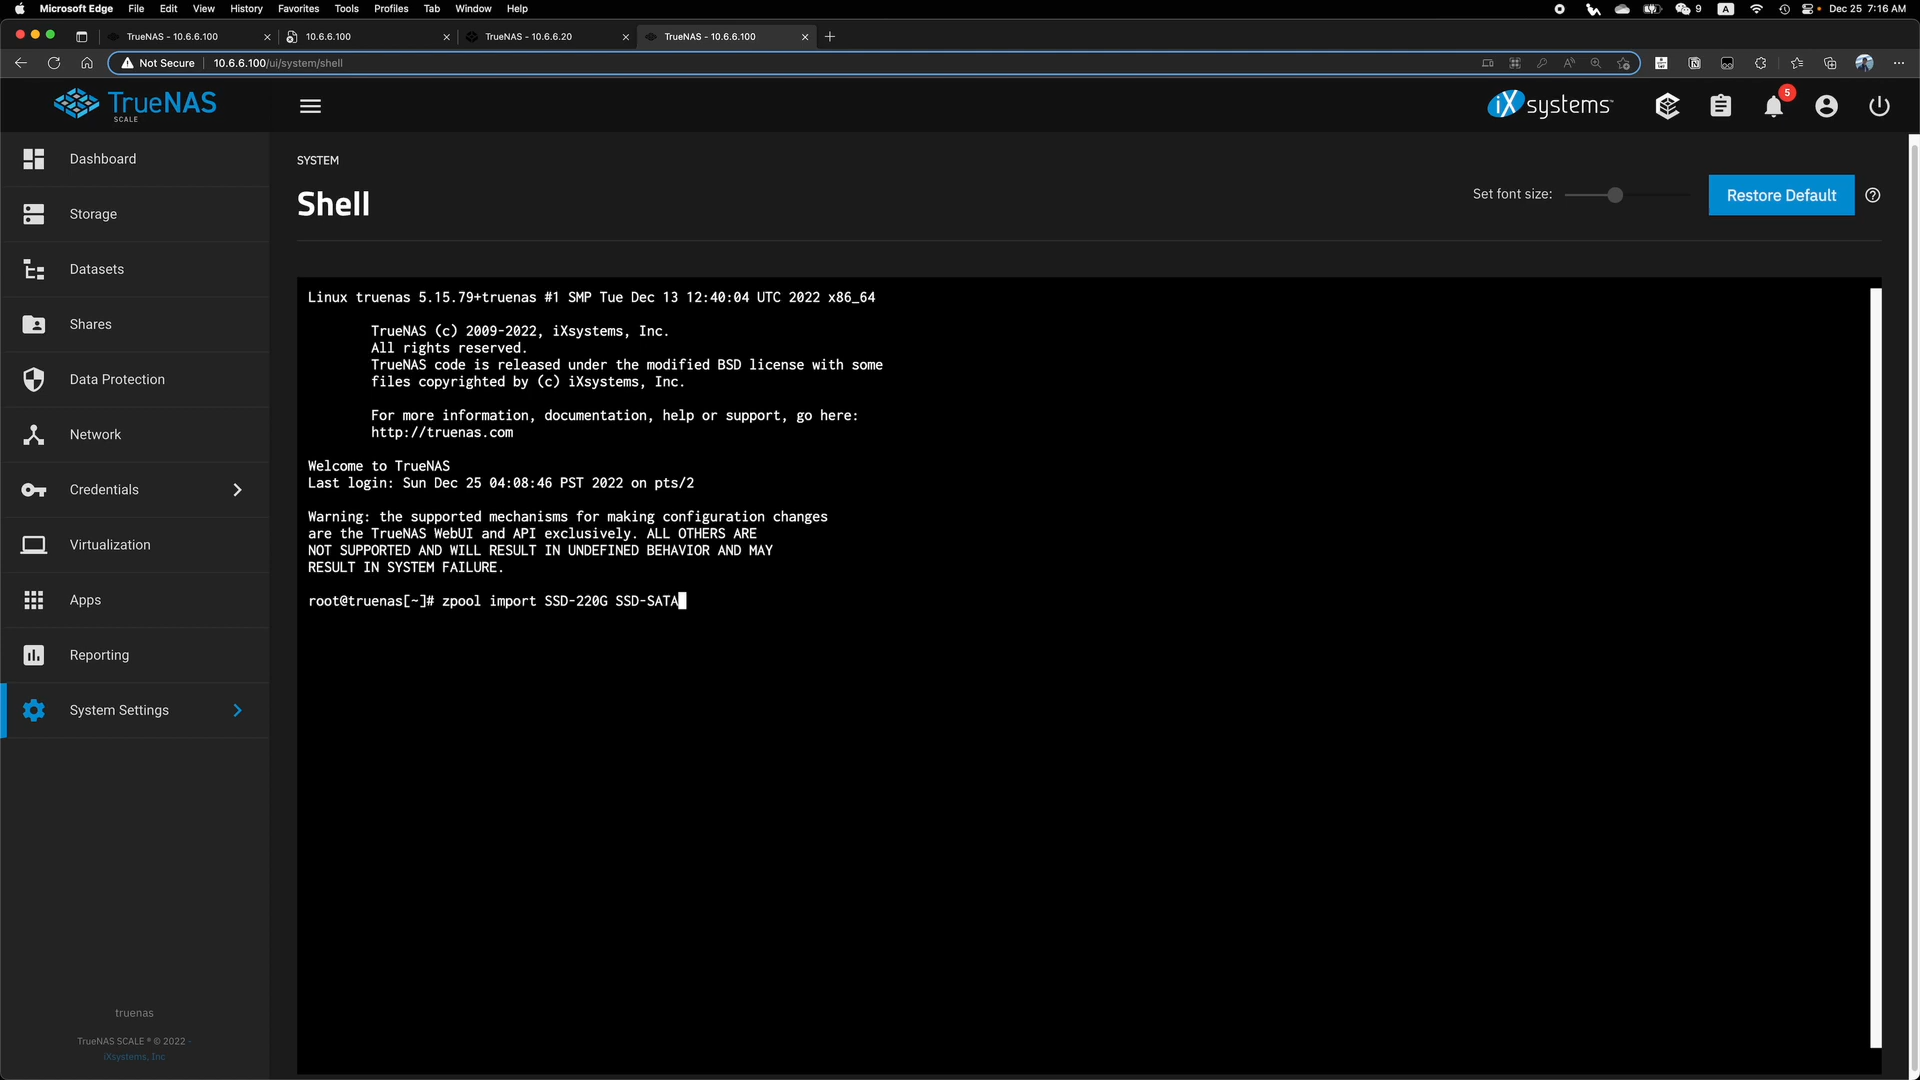 Microsoft Edge File Edit View History Favorites Tools Profiles Tab Window Help 9 A Dec 25 7:16 AM
TrueNAS - 10.6.6.100 10.6.6.100 TrueNAS - 10.6.6.20 TrueNAS - 10.6.6.100
Not Secure 10.6.6.100/ui/system/shell
TrueNAS
SCALE
iXsystems™
5
Dashboard
Storage
Datasets
Shares
Data Protection
Network
Credentials
Virtualization
Apps
Reporting
System Settings
truenas
TrueNAS SCALE ® © 2022 -
iXsystems, Inc
SYSTEM
Shell
Set font size:
Restore Default
Linux truenas 5.15.79+truenas #1 SMP Tue Dec 13 12:40:04 UTC 2022 x86_64
TrueNAS (c) 2009-2022, iXsystems, Inc.
All rights reserved.
TrueNAS code is released under the modified BSD license with some
files copyrighted by (c) iXsystems, Inc.
For more information, documentation, help or support, go here:
http://truenas.com
Welcome to TrueNAS
Last login: Sun Dec 25 04:08:46 PST 2022 on pts/2
Warning: the supported mechanisms for making configuration changes
are the TrueNAS WebUI and API exclusively. ALL OTHERS ARE
NOT SUPPORTED AND WILL RESULT IN UNDEFINED BEHAVIOR AND MAY
RESULT IN SYSTEM FAILURE.
root@truenas[~]# zpool import SSD-220G SSD-SATA